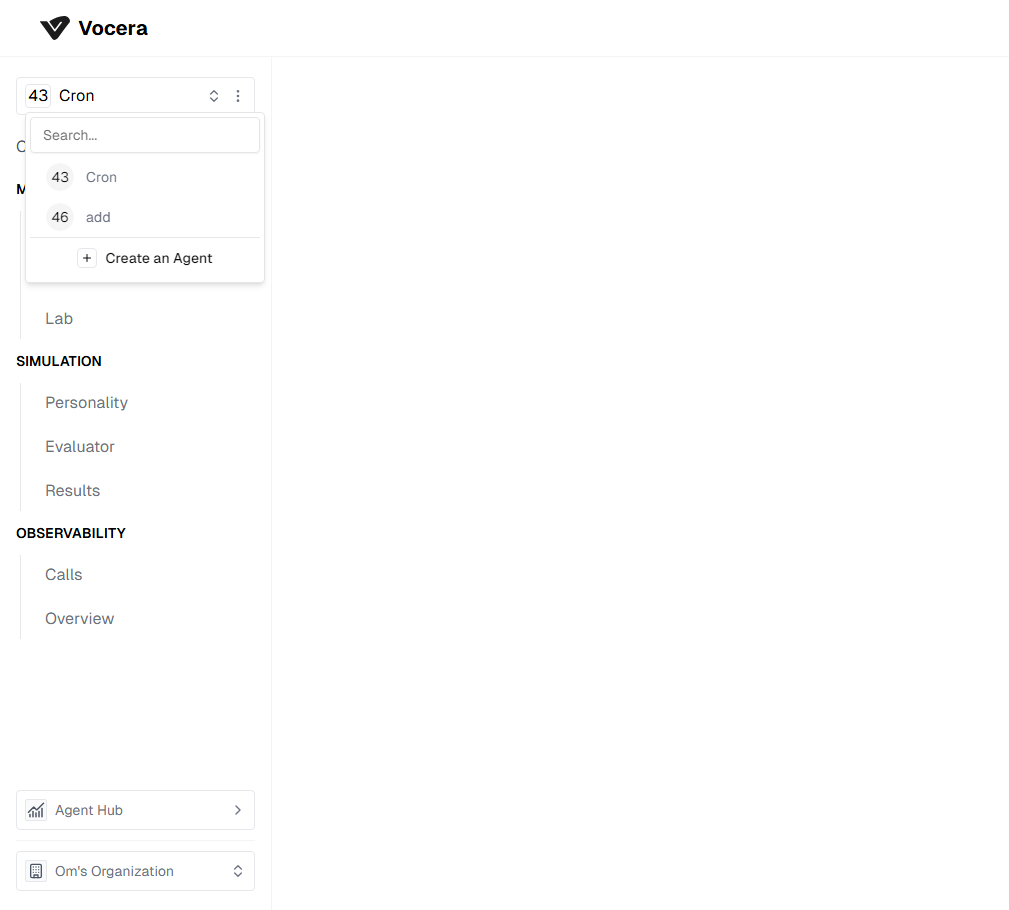 Vocera
43 Cron
Search...
43 Cron
46 add
+ Create an Agent
Lab
SIMULATION
Personality
Evaluator
Results
OBSERVABILITY
Calls
Overview
Agent Hub
Om's Organization